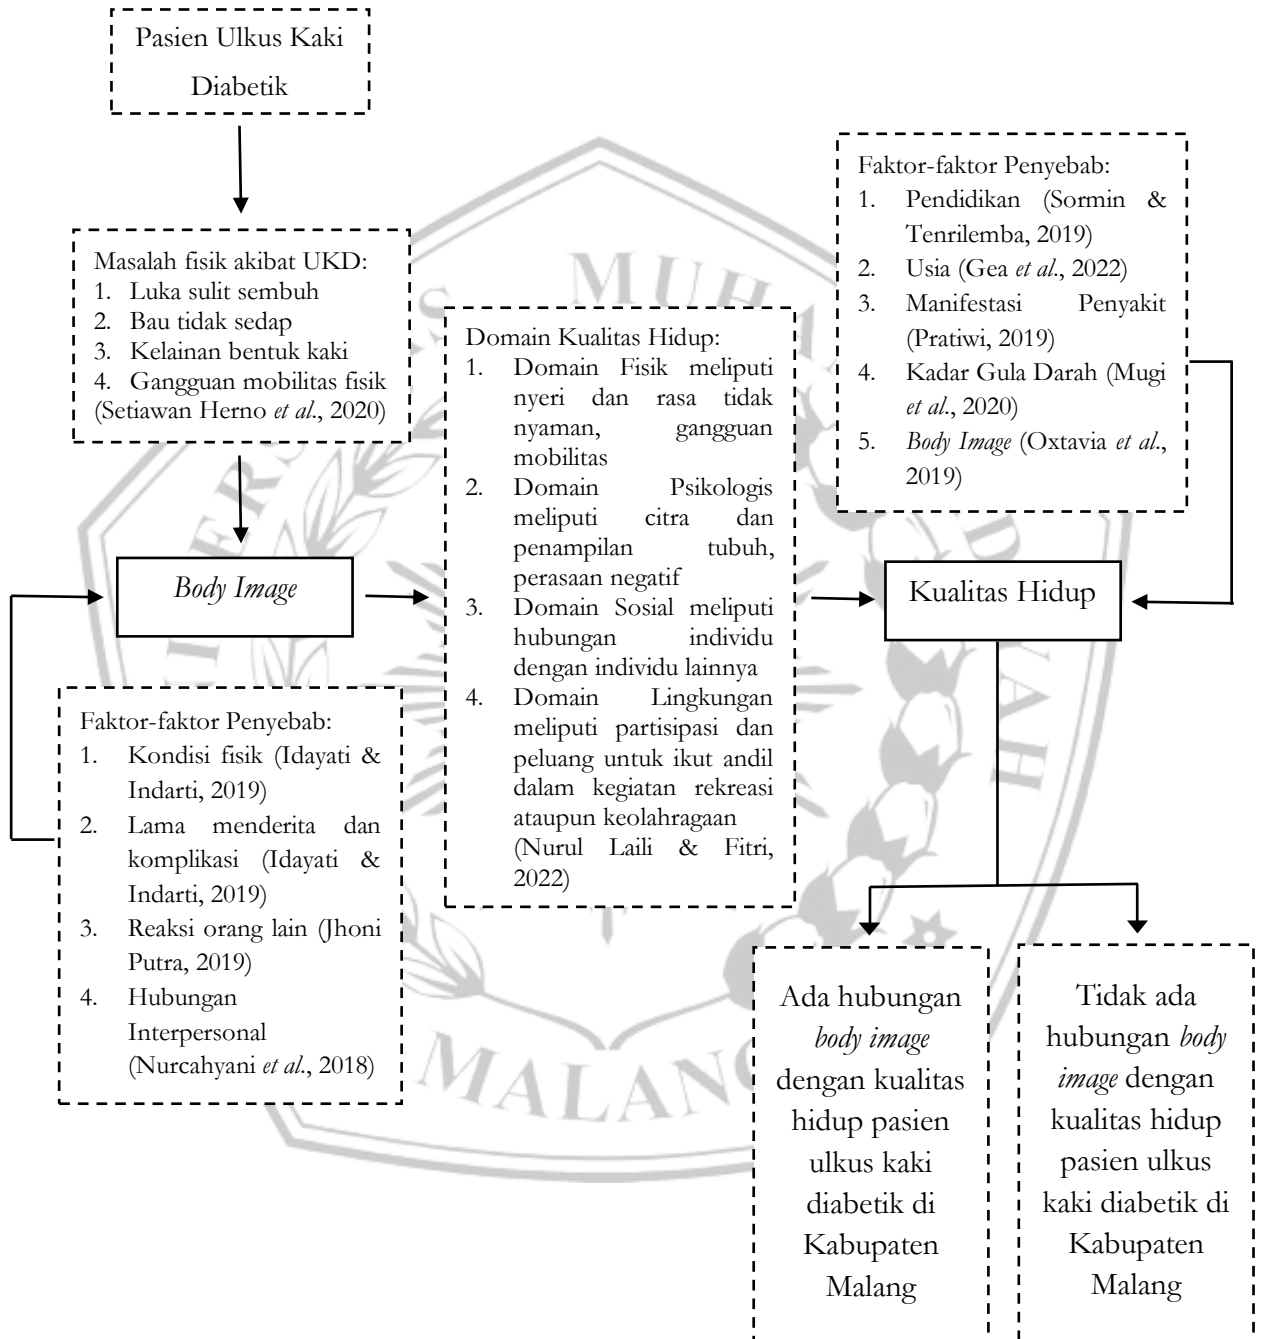 Pasien Ulkus Kaki
Diabetik
Masalah fisik akibat UKD:
1. Luka sulit sembuh
2. Bau tidak sedap
3. Kelainan bentuk kaki
4. Gangguan mobilitas fisik
(Setiawan Herno et al., 2020)
Body Image
Faktor-faktor Penyebab:
1. Kondisi fisik (Idayati &
Indarti, 2019)
2. Lama menderita dan
komplikasi (Idayati &
Indarti, 2019)
3. Reaksi orang lain (Jhoni
Putra, 2019)
4. Hubungan
Interpersonal
(Nurcahyani et al., 2018)
Domain Kualitas Hidup:
1. Domain Fisik meliputi
nyeri dan rasa tidak
nyaman, gangguan
mobilitas
2. Domain Psikologis
meliputi citra dan
penampilan tubuh,
perasaan negatif
3. Domain Sosial meliputi
hubungan individu
dengan individu lainnya
4. Domain Lingkungan
meliputi partisipasi dan
peluang untuk ikut andil
dalam kegiatan rekreasi
ataupun keolahragaan
(Nurul Laili & Fitri,
2022)
Faktor-faktor Penyebab:
1. Pendidikan (Sormin &
Tenrilemba, 2019)
2. Usia (Gea et al., 2022)
3. Manifestasi Penyakit
(Pratiwi, 2019)
4. Kadar Gula Darah (Mugi
et al., 2020)
5. Body Image (Oxtavia et al.,
2019)
Kualitas Hidup
Ada hubungan
body image
dengan kualitas
hidup pasien
ulkus kaki
diabetik di
Kabupaten
Malang
Tidak ada
hubungan body
image dengan
kualitas hidup
pasien ulkus
kaki diabetik di
Kabupaten
Malang
MALANG